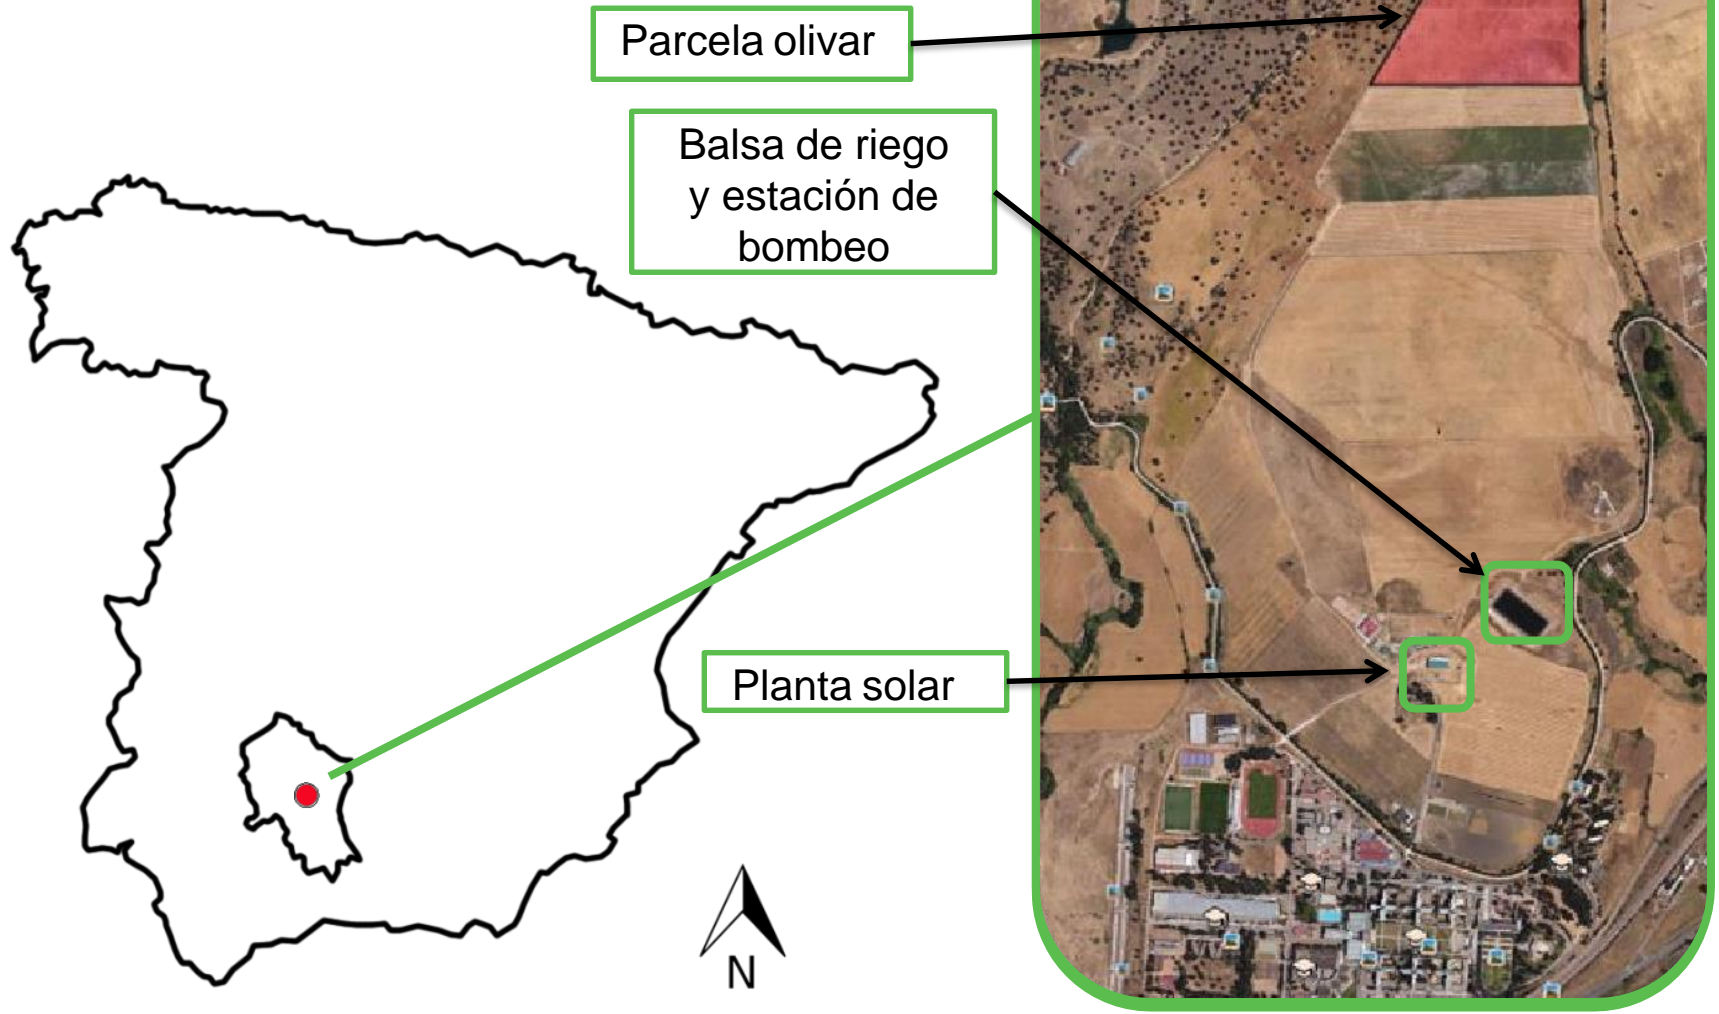 Parcela olivar
Balsa de riego
y estación de
bombeo
Planta solar
N